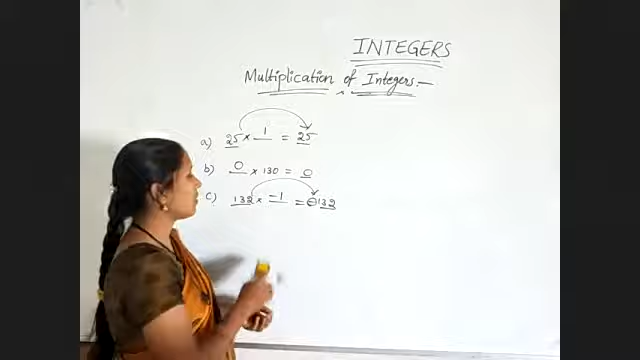 INTEGERS
Multiplication of Integers:-
a) 25 × 1 = 25
b) 0 × 130 = 0
c) 132 × -1 = -132